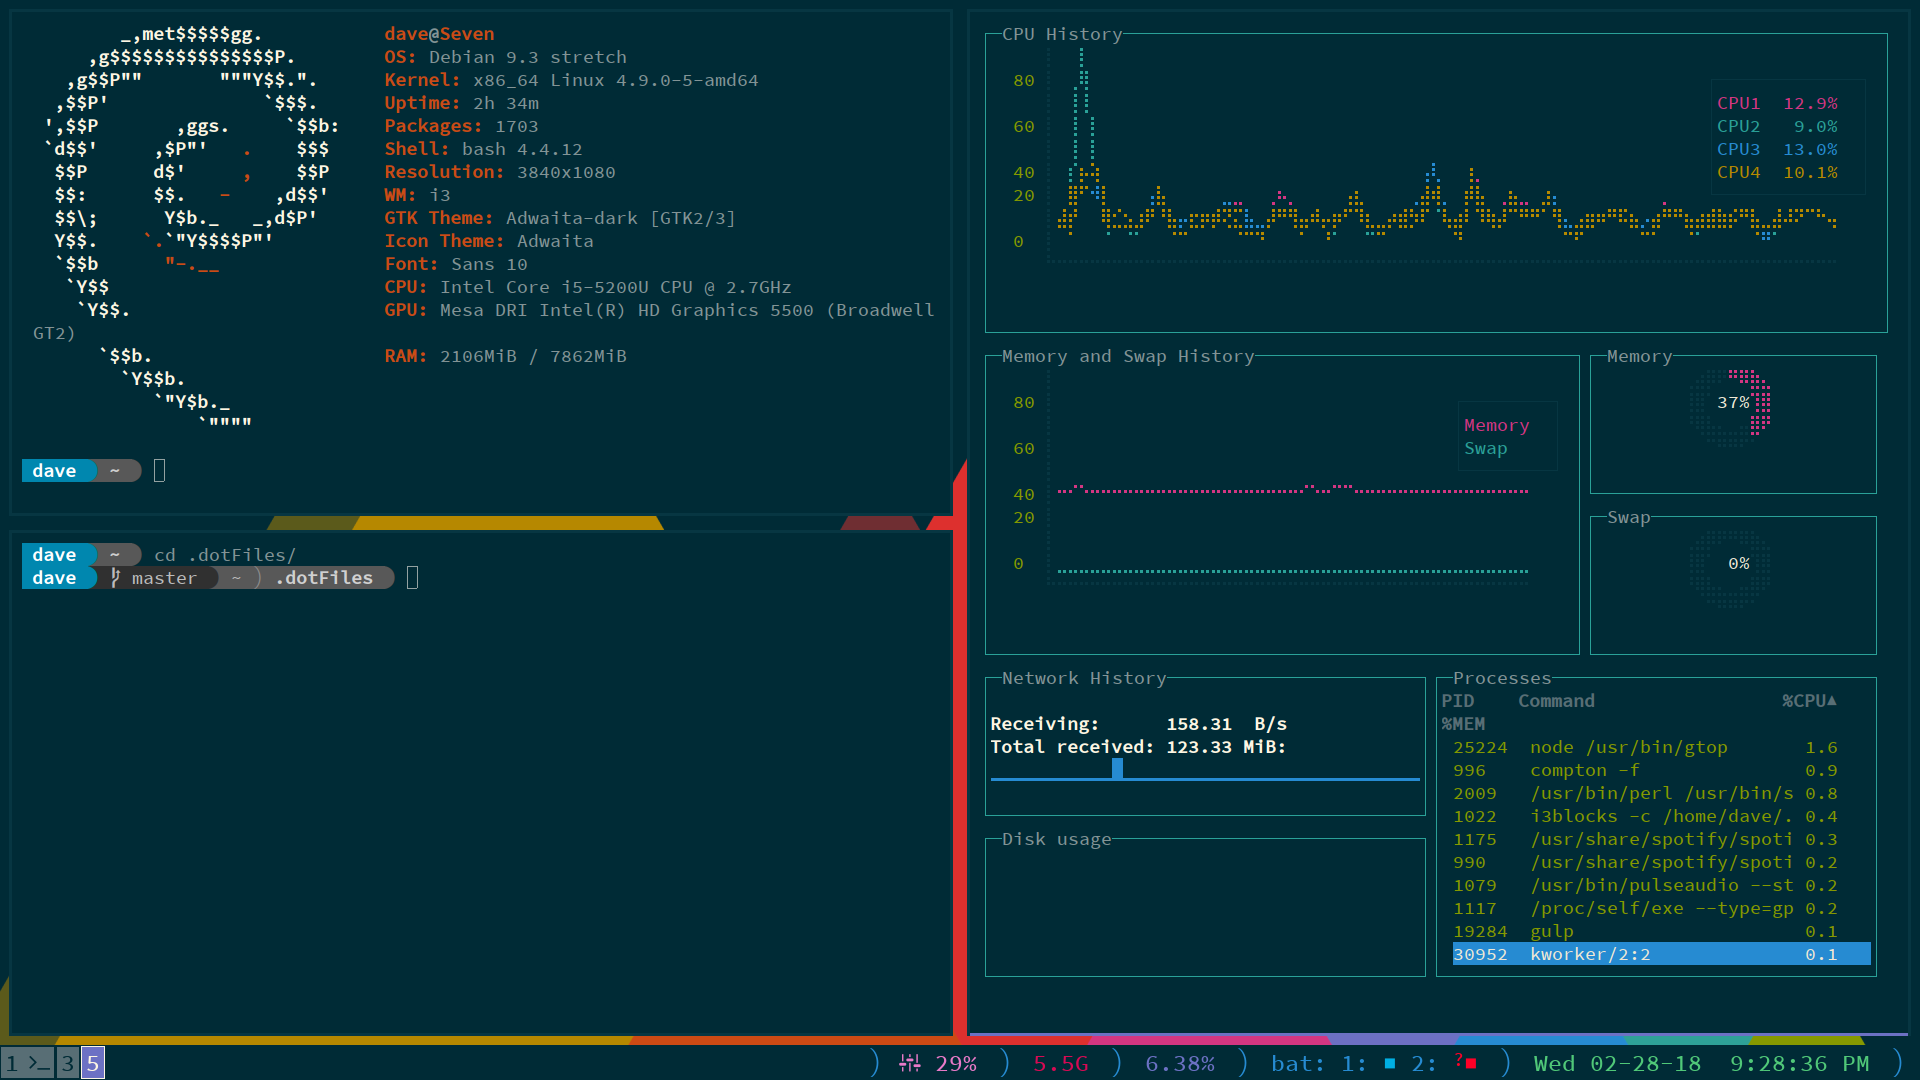 dave@Seven
OS: Debian 9.3 stretch
Kernel: x86_64 Linux 4.9.0-5-amd64
Uptime: 2h 34m
Packages: 1703
Shell: bash 4.4.12
Resolution: 3840x1080
WM: i3
GTK Theme: Adwaita-dark [GTK2/3]
Icon Theme: Adwaita
Font: Sans 10
CPU: Intel Core i5-5200U CPU @ 2.7GHz
GPU: Mesa DRI Intel(R) HD Graphics 5500 (Broadwell
GT2)
RAM: 2106MiB / 7862MiB
_,met$$$$$gg.
,g$$$$$$$$$$$$$$$P.
,g$$P""       """Y$$.".
,$$P'              `$$$.
',$$P       ,ggs.     `$$b:
`d$$'     ,$P"'   .    $$$
$$P      d$'     ,    $$P
$$:      $$.   -    ,d$$'
$$\;      Y$b._   _,d$P'
Y$$.    `.`"Y$$$$P"'
`$$b      "-.__
`Y$$
`Y$$.
`$$b.
`Y$$b.
`"Y$b._
`""""
dave ~
dave ~ cd .dotFiles/
dave master ~ .dotFiles
CPU History
80
60
40
20
0
CPU1 12.9%
CPU2 9.0%
CPU3 13.0%
CPU4 10.1%
Memory and Swap History
80
60
40
20
0
Memory
Swap
Memory
37%
Swap
0%
Network History
Receiving: 158.31 B/s
Total received: 123.33 MiB:
Disk usage
Processes
PID Command %CPU▲
%MEM
25224 node /usr/bin/gtop 1.6
996 compton -f 0.9
2009 /usr/bin/perl /usr/bin/s 0.8
1022 i3blocks -c /home/dave/. 0.4
1175 /usr/share/spotify/spoti 0.3
990 /usr/share/spotify/spoti 0.2
1079 /usr/bin/pulseaudio --st 0.2
1117 /proc/self/exe --type=gp 0.2
19284 gulp 0.1
30952 kworker/2:2 0.1
1 >_ 3 5 ) 29% ) 5.5G ) 6.38% ) bat: 1: ■ 2: ?■ ) Wed 02-28-18 9:28:36 PM )